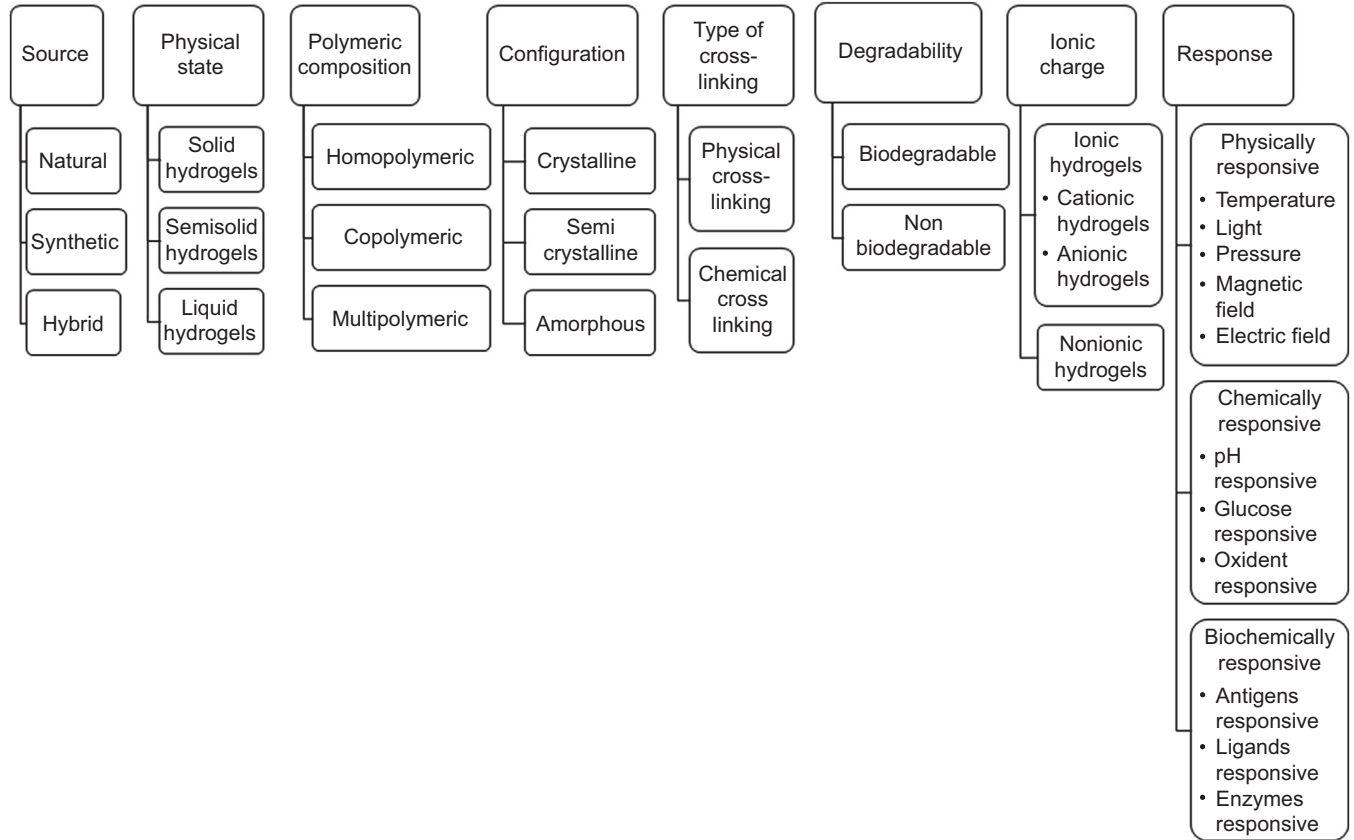 Source
Natural
Synthetic
Hybrid
Physical
state
Solid
hydrogels
Semisolid
hydrogels
Liquid
hydrogels
Polymeric
composition
Homopolymeric
Copolymeric
Multipolymeric
Configuration
Crystalline
Semi
crystalline
Amorphous
Type of
cross-
linking
Physical
cross-
linking
Chemical
cross
linking
Degradability
Biodegradable
Non
biodegradable
Ionic
charge
Ionic
hydrogels
• Cationic
hydrogels
• Anionic
hydrogels
Nonionic
hydrogels
Response
Physically
responsive
• Temperature
• Light
• Pressure
• Magnetic
field
• Electric field
Chemically
responsive
• pH
responsive
• Glucose
responsive
• Oxident
responsive
Biochemically
responsive
• Antigens
responsive
• Ligands
responsive
• Enzymes
responsive